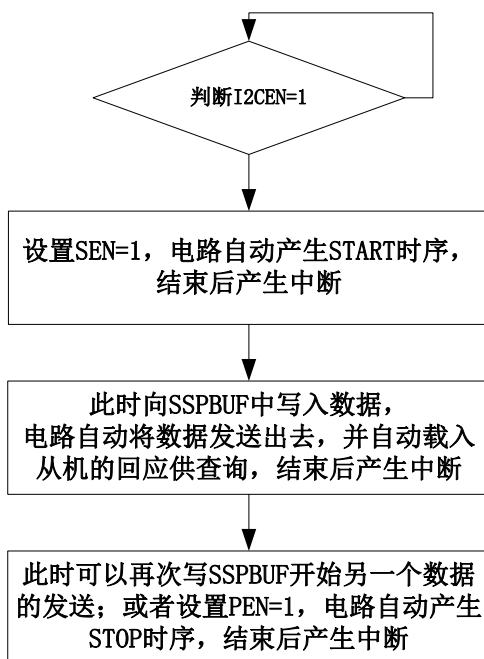 判断I2CEN=1
设置SEN=1，电路自动产生START时序，
结束后产生中断
此时向SSPBUF中写入数据，
电路自动将数据发送出去，并自动载入
从机的回应供查询，结束后产生中断
此时可以再次写SSPBUF开始另一个数据
的发送；或者设置PEN=1，电路自动产生
STOP时序，结束后产生中断